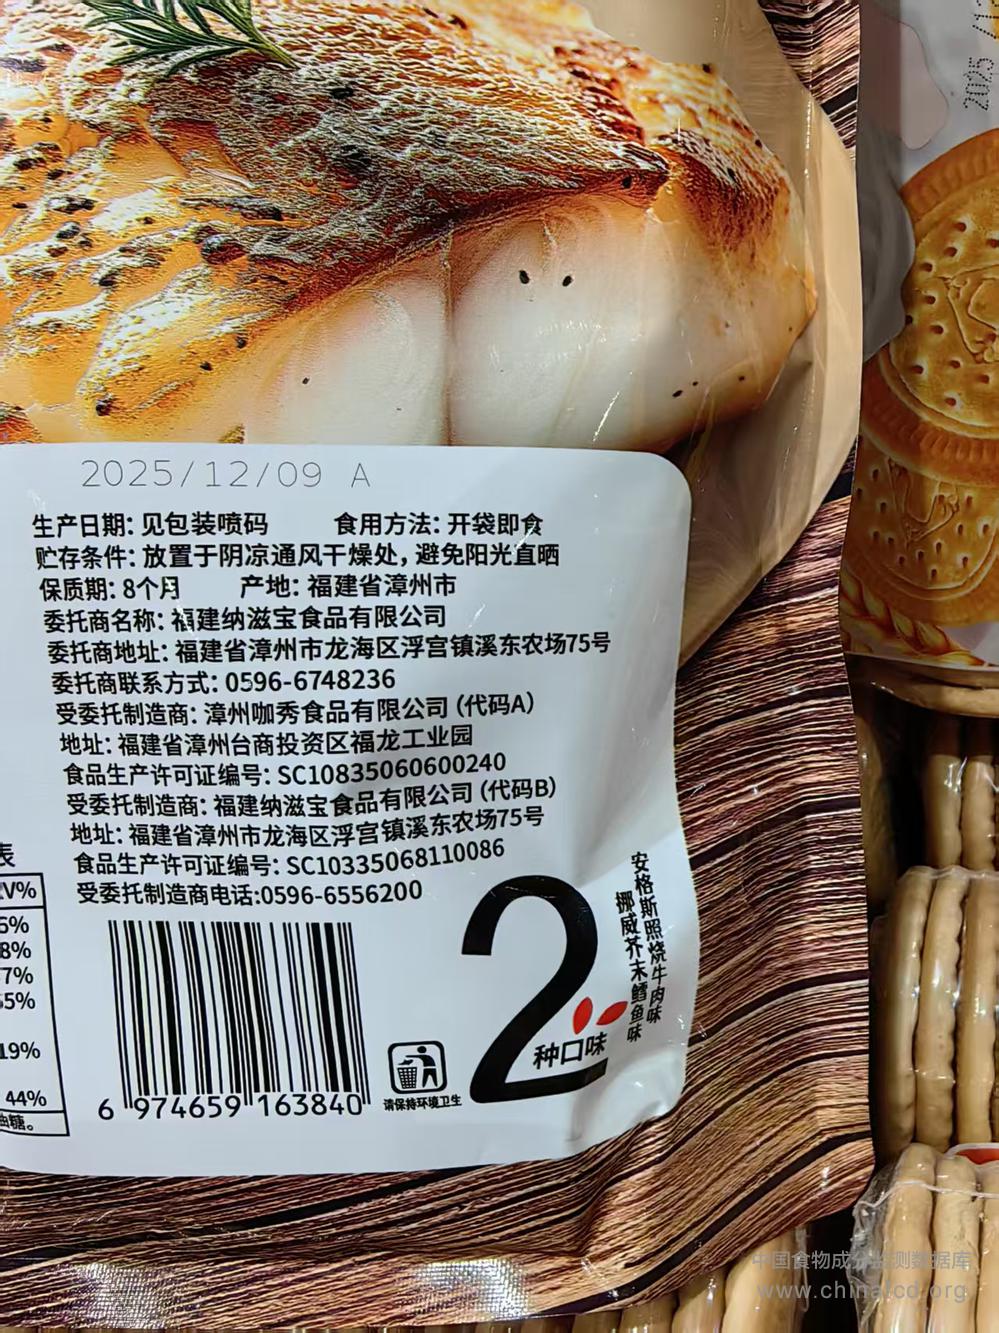 2025
2025/12/09 A
生产日期: 见包装喷码 食用方法: 开袋即食
贮存条件: 放置于阴凉通风干燥处, 避免阳光直晒
保质期: 8个月 产地: 福建省漳州市
委托商名称: 福建纳滋宝食品有限公司
委托商地址: 福建省漳州市龙海区浮宫镇溪东农场75号
委托商联系方式: 0596-6748236
受委托制造商: 漳州咖秀食品有限公司 (代码A)
地址: 福建省漳州台商投资区福龙工业园
食品生产许可证编号: SC10835060600240
受委托制造商: 福建纳滋宝食品有限公司 (代码B)
地址: 福建省漳州市龙海区浮宫镇溪东农场75号
食品生产许可证编号: SC10335068110086
受委托制造商电话:0596-6556200
表
V%
5%
8%
7%
5%
19%
44%
糖。
6 974659 163840
请保持环境卫生
2
种口味
安格斯照烧牛肉味
挪威芥末鳕鱼味
中国食物成分监测数据库
www.chinafcd.org